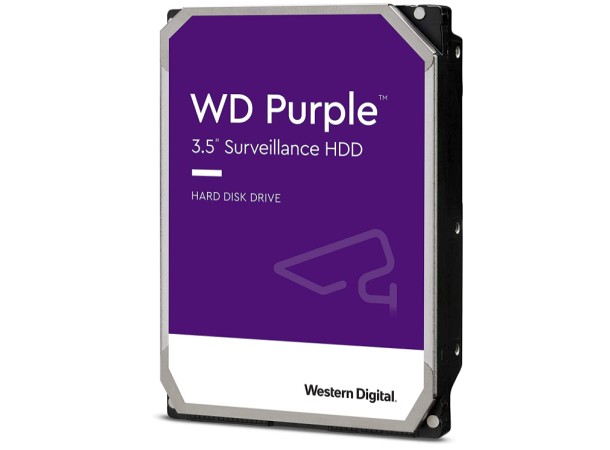 WD Purple™
3.5" Surveillance HDD
HARD DISK DRIVE
Western Digital.